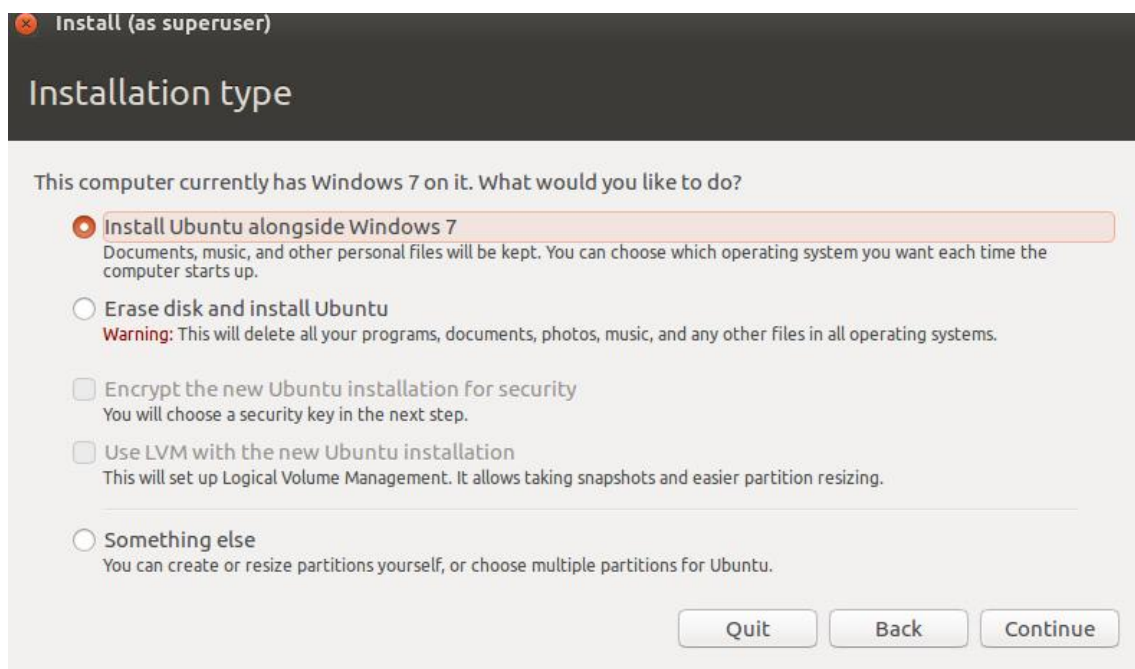 Install (as superuser)
Installation type
This computer currently has Windows 7 on it. What would you like to do?
Install Ubuntu alongside Windows 7
Documents, music, and other personal files will be kept. You can choose which operating system you want each time the
computer starts up.
Erase disk and install Ubuntu
Warning: This will delete all your programs, documents, photos, music, and any other files in all operating systems.
Encrypt the new Ubuntu installation for security
You will choose a security key in the next step.
Use LVM with the new Ubuntu installation
This will set up Logical Volume Management. It allows taking snapshots and easier partition resizing.
Something else
You can create or resize partitions yourself, or choose multiple partitions for Ubuntu.
Quit Back Continue